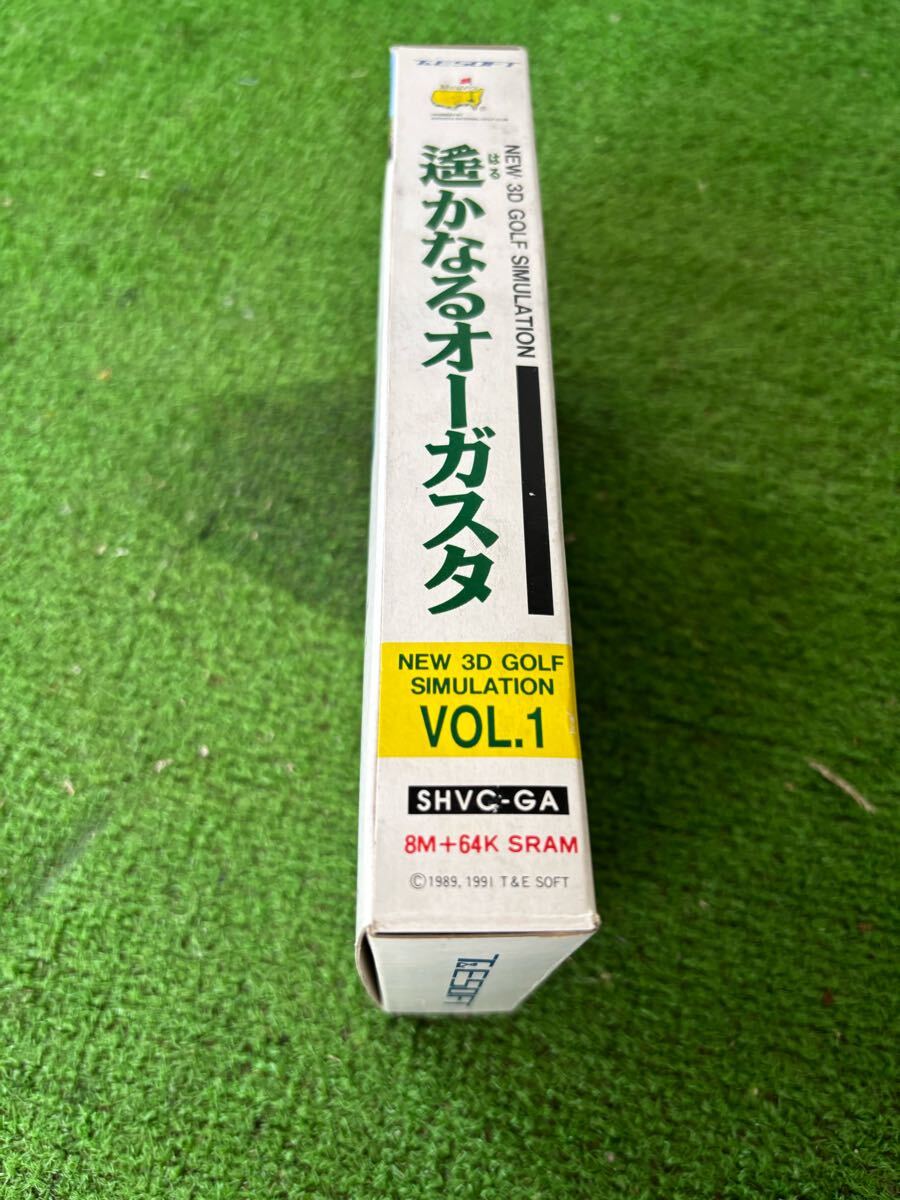 T&E SOFT
NEW 3D GOLF SIMULATION
はる
遙かなるオーガスタ
NEW 3D GOLF
SIMULATION
VOL.1
SHVC-GA
8M+64K SRAM
©1989, 1991 T&E SOFT
T&E SOFT